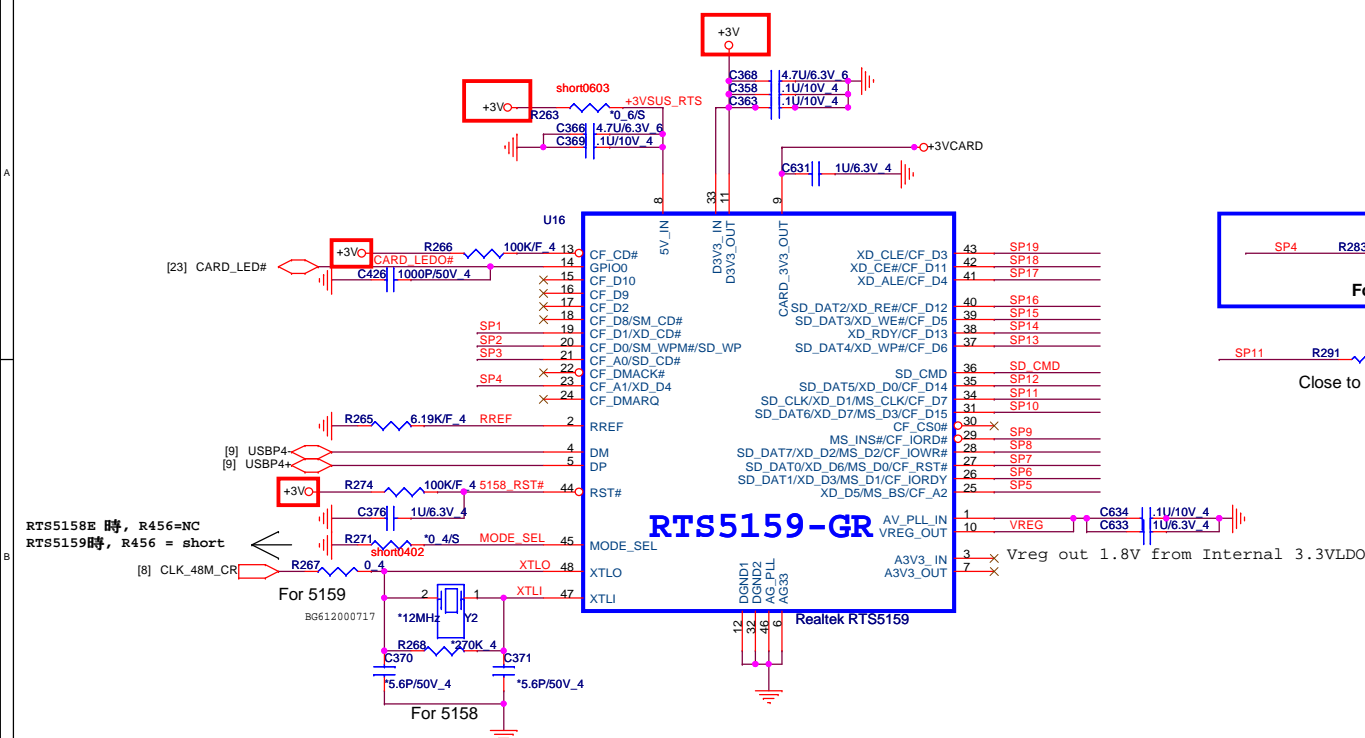 +3V
C368 4.7U/6.3V_6
C358 .1U/10V_4
C363 .1U/10V_4
short0603
+3V
R263
*0_6/S
+3VSUS_RTS
C366 4.7U/6.3V_6
C369 .1U/10V_4
+3VCARD
C631 1U/6.3V_4
A
U16
8
33
11
9
5V_IN
D3V3_IN
D3V3_OUT
CARD_3V3_OUT
+3V
R266 100K/F_4
[23] CARD_LED#
CARD_LEDO#
C426 1000P/50V_4
13 CF_CD#
14 GPIO0
15 CF_D10
16 CF_D9
17 CF_D2
18 CF_D8/SM_CD#
SP1 19 CF_D1/XD_CD#
SP2 20 CF_D0/SM_WPM#/SD_WP
SP3 21 CF_A0/SD_CD#
22 CF_DMACK#
SP4 23 CF_A1/XD_D4
24 CF_DMARQ
R265 6.19K/F_4 RREF 2 RREF
[9] USBP4- 4 DM
[9] USBP4+ 5 DP
+3V R274 100K/F_4 5158_RST# 44 RST#
C376 1U/6.3V_4
R271 *0_4/S MODE_SEL 45 MODE_SEL
short0402
RTS5158E 時, R456=NC
RTS5159時, R456 = short
B
[8] CLK_48M_CR R267 0_4 XTLO 48 XTLO
For 5159
XTLI 47 XTLI
2 1
BG612000717
*12MHz Y2
R268 *270K_4
C370 C371
*5.6P/50V_4 *5.6P/50V_4
For 5158
XD_CLE/CF_D3 43 SP19
XD_CE#/CF_D11 42 SP18
XD_ALE/CF_D4 41 SP17
SD_DAT2/XD_RE#/CF_D12 40 SP16
SD_DAT3/XD_WE#/CF_D5 39 SP15
XD_RDY/CF_D13 38 SP14
SD_DAT4/XD_WP#/CF_D6 37 SP13
SD_CMD 36 SD_CMD
SD_DAT5/XD_D0/CF_D14 35 SP12
SD_CLK/XD_D1/MS_CLK/CF_D7 34 SP11
SD_DAT6/XD_D7/MS_D3/CF_D15 31 SP10
CF_CS0# 30
MS_INS#/CF_IORD# 29 SP9
SD_DAT7/XD_D2/MS_D2/CF_IOWR# 28 SP8
SD_DAT0/XD_D6/MS_D0/CF_RST# 27 SP7
SD_DAT1/XD_D3/MS_D1/CF_IORDY 26 SP6
XD_D5/MS_BS/CF_A2 25 SP5
RTS5159-GR
AV_PLL_IN 1
VREG_OUT 10 VREG
C634 .1U/10V_4
C633 1U/6.3V_4
A3V3_IN 3
A3V3_OUT 7
Vreg out 1.8V from Internal 3.3VLDO
DGND1
DGND2
AG_PLL
AG33
12
32
46
6
Realtek RTS5159
SP4 R283
Fo
SP11 R291
Close to